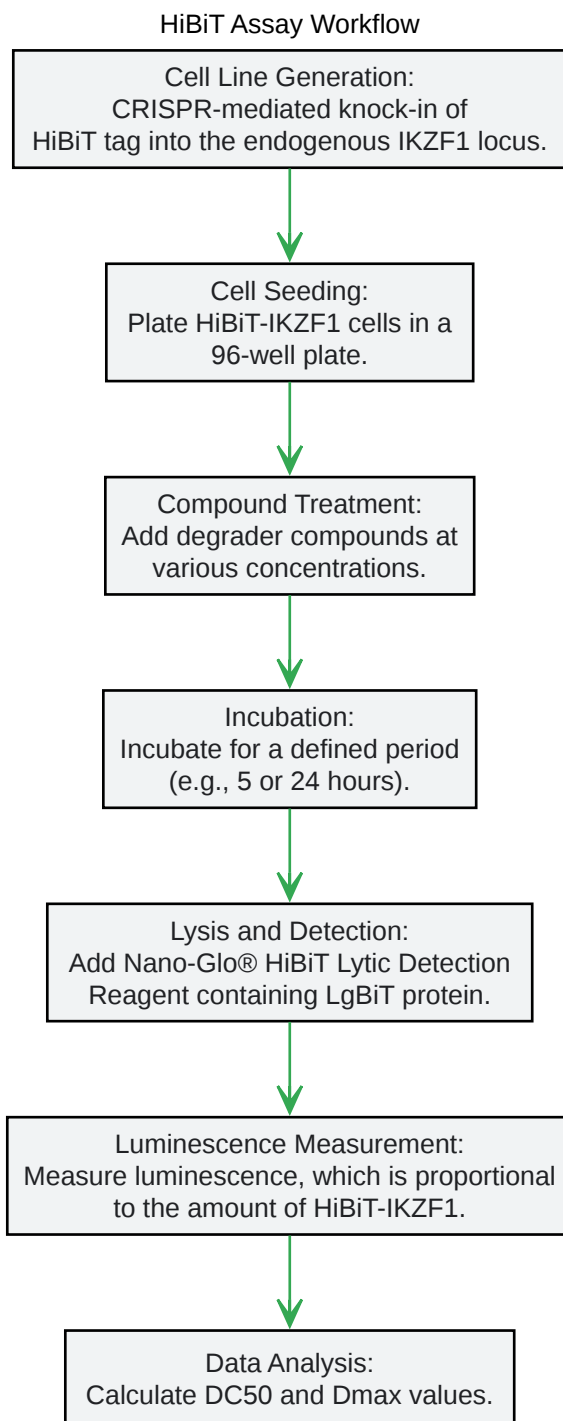 HiBiT Assay Workflow
Cell Line Generation:
CRISPR-mediated knock-in of
HiBiT tag into the endogenous IKZF1 locus.
Cell Seeding:
Plate HiBiT-IKZF1 cells in a
96-well plate.
Compound Treatment:
Add degrader compounds at
various concentrations.
Incubation:
Incubate for a defined period
(e.g., 5 or 24 hours).
Lysis and Detection:
Add Nano-Glo® HiBiT Lytic Detection
Reagent containing LgBiT protein.
Luminescence Measurement:
Measure luminescence, which is proportional
to the amount of HiBiT-IKZF1.
Data Analysis:
Calculate DC50 and Dmax values.